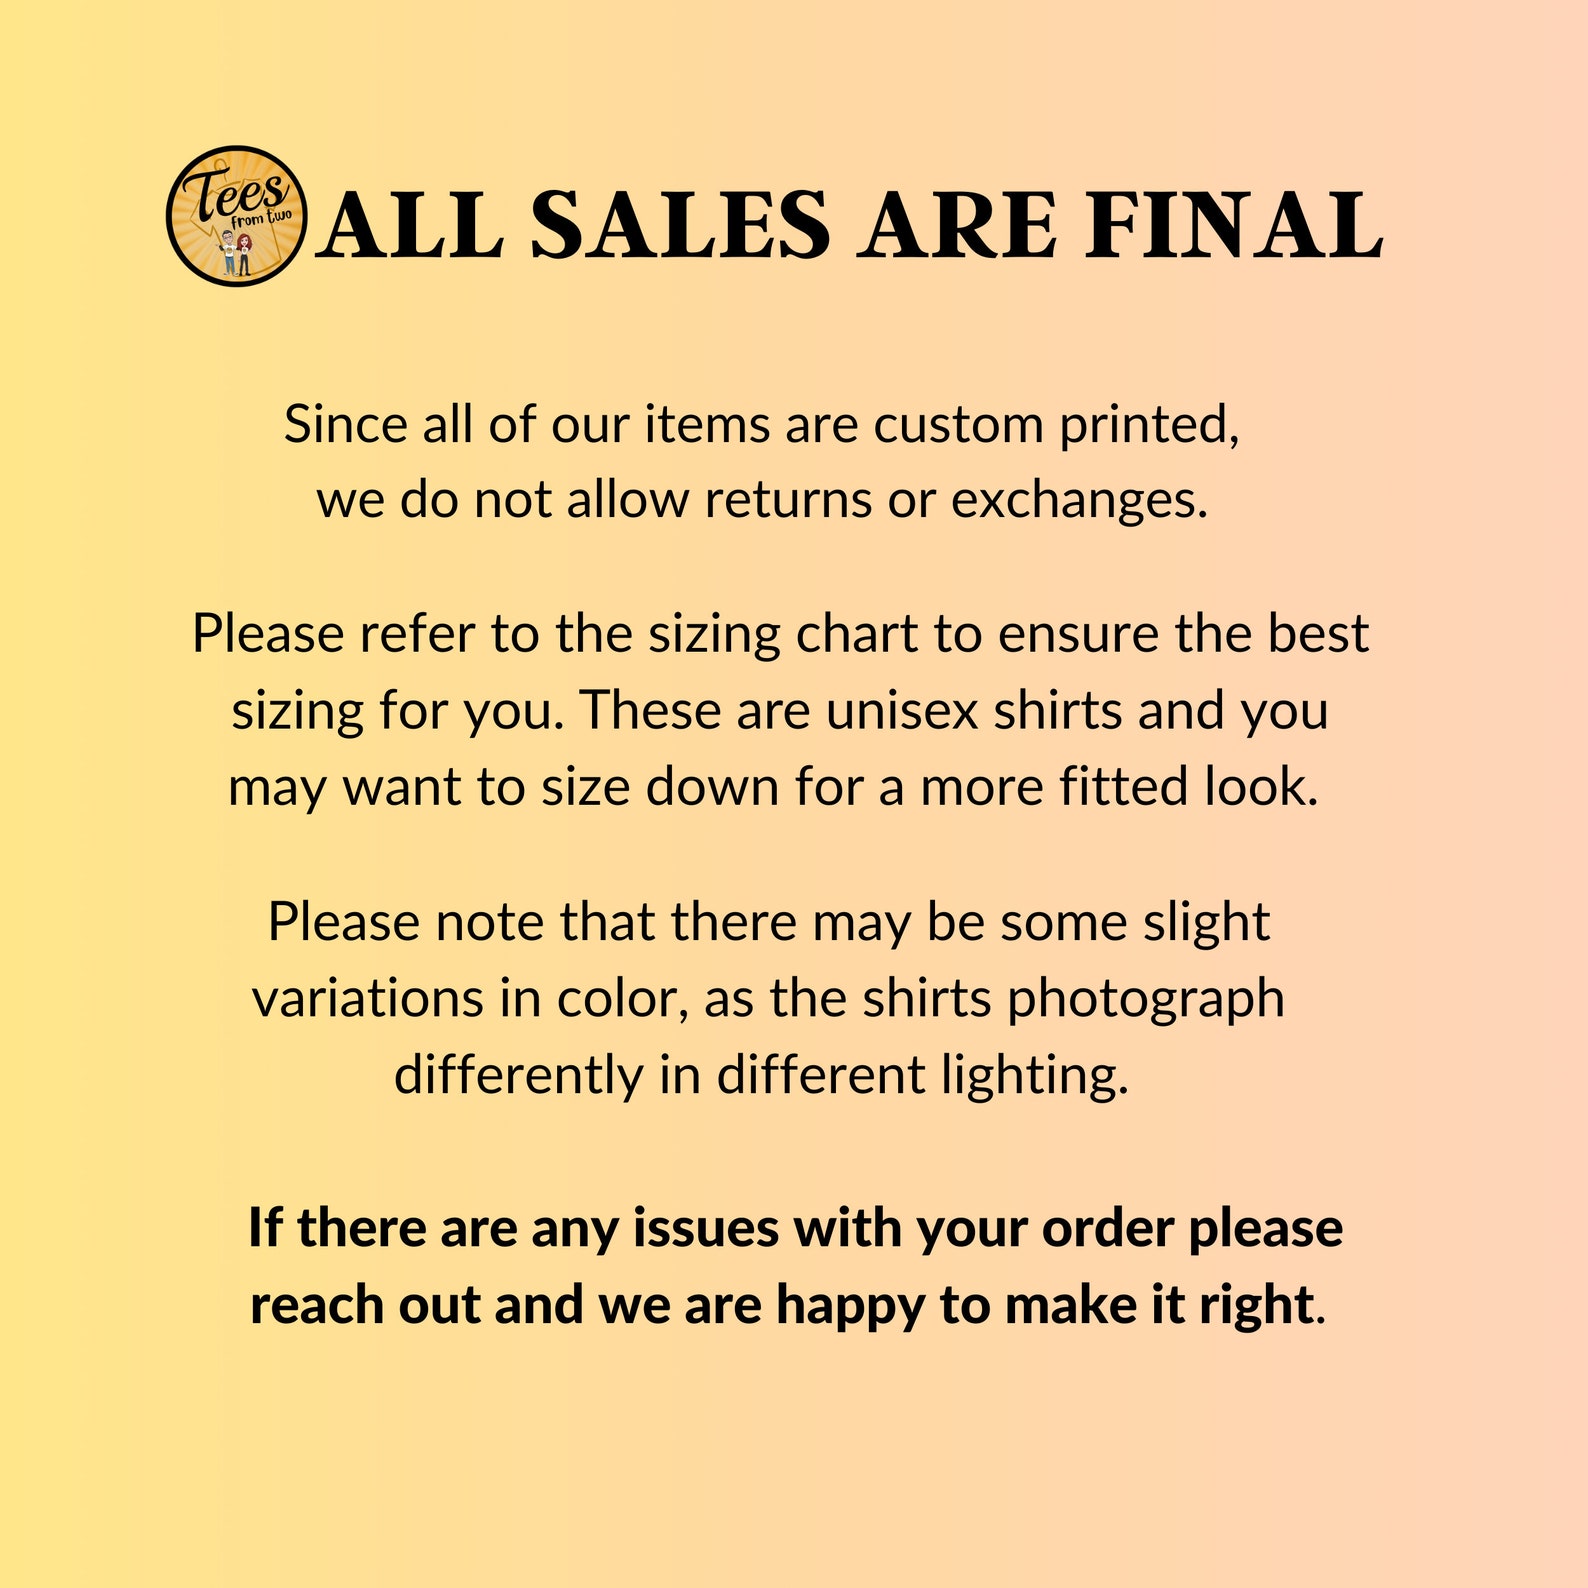 Tees
from two
ALL SALES ARE FINAL
Since all of our items are custom printed,
we do not allow returns or exchanges.
Please refer to the sizing chart to ensure the best
sizing for you. These are unisex shirts and you
may want to size down for a more fitted look.
Please note that there may be some slight
variations in color, as the shirts photograph
differently in different lighting.
If there are any issues with your order please
reach out and we are happy to make it right.